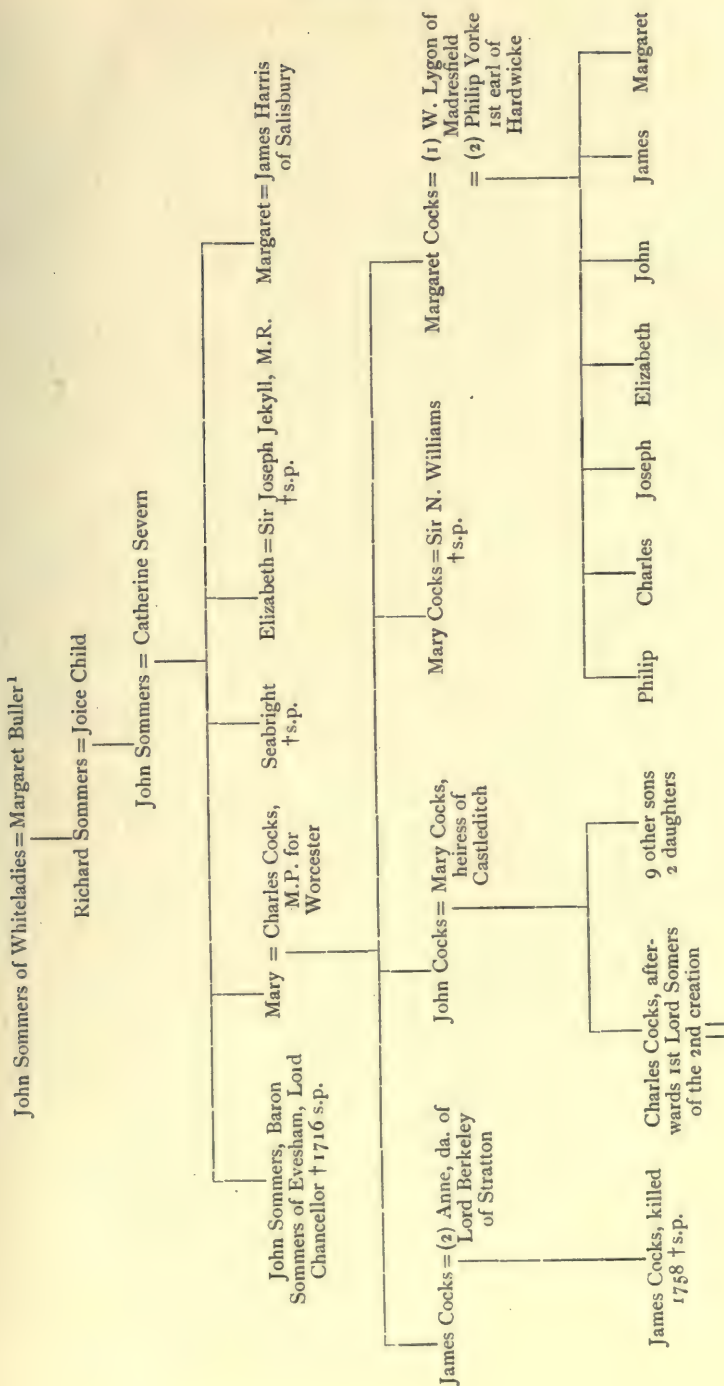 John Sommers of Whiteladies = Margaret Buller¹
Richard Sommers = Joice Child
John Sommers = Catherine Severn
John Sommers, Baron
Sommers of Evesham, Lord
Chancellor † 1716 s.p.
Mary = Charles Cocks,
M.P. for
Worcester
Seabright
† s.p.
Elizabeth = Sir Joseph Jekyll, M.R.
† s.p.
Margaret = James Harris
of Salisbury
James Cocks = (2) Anne, da. of
Lord Berkeley
of Stratton
John Cocks = Mary Cocks,
heiress of
Castleditch
Mary Cocks = Sir N. Williams
† s.p.
Margaret Cocks = (1) W. Lygon of
Madresfield
= (2) Philip Yorke
1st earl of
Hardwicke
James Cocks, killed
1758 † s.p.
Charles Cocks, after-
wards 1st Lord Somers
of the 2nd creation
9 other sons
2 daughters
Philip
Charles
Joseph
Elizabeth
John
James
Margaret